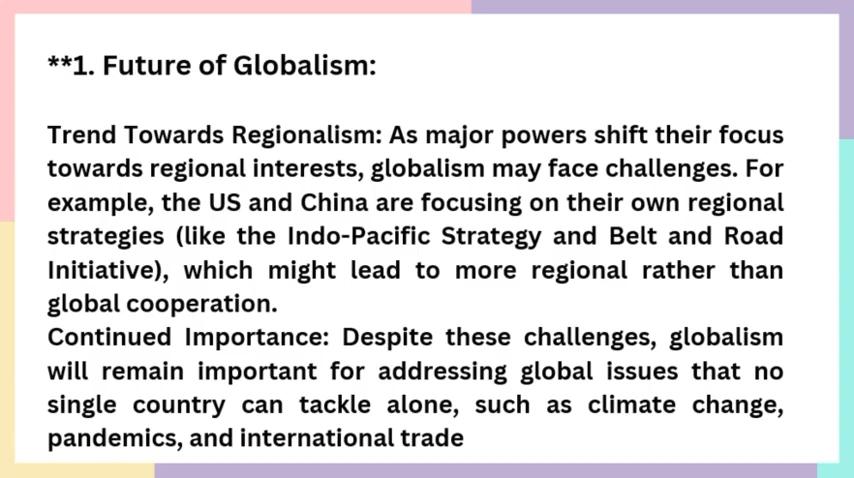 **1. Future of Globalism:
Trend Towards Regionalism: As major powers shift their focus
towards regional interests, globalism may face challenges. For
example, the US and China are focusing on their own regional
strategies (like the Indo-Pacific Strategy and Belt and Road
Initiative), which might lead to more regional rather than
global cooperation.
Continued Importance: Despite these challenges, globalism
will remain important for addressing global issues that no
single country can tackle alone, such as climate change,
pandemics, and international trade